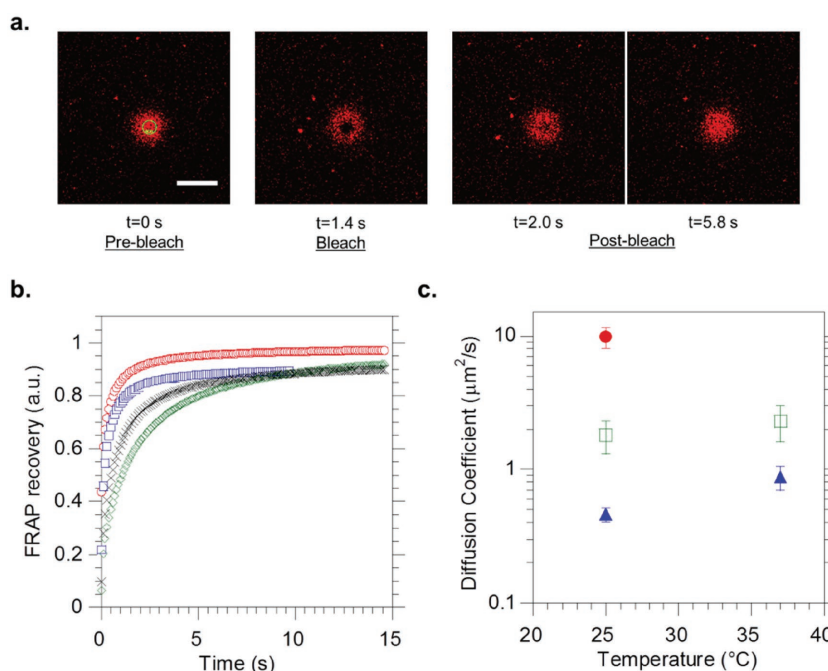 a.
t=0 s
Pre-bleach
t=1.4 s
Bleach
t=2.0 s
t=5.8 s
Post-bleach
b.
FRAP recovery (a.u.)
1
0.8
0.6
0.4
0.2
0
0
5
10
15
Time (s)
c.
Diffusion Coefficient (μm²/s)
10
1
0.1
20
25
30
35
40
Temperature (°C)